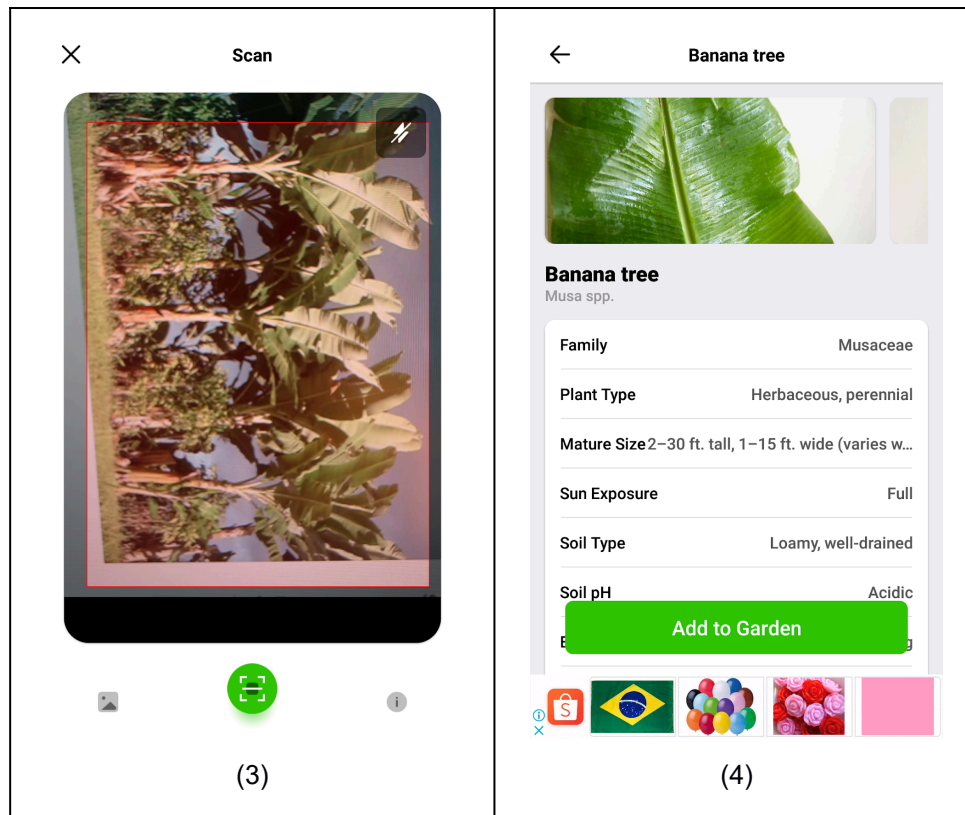 Scan
(3)
Banana tree
Banana tree
Musa spp.
Family Musaceae
Plant Type Herbaceous, perennial
Mature Size 2–30 ft. tall, 1–15 ft. wide (varies w...
Sun Exposure Full
Soil Type Loamy, well-drained
Soil pH Acidic
Add to Garden
S
(4)